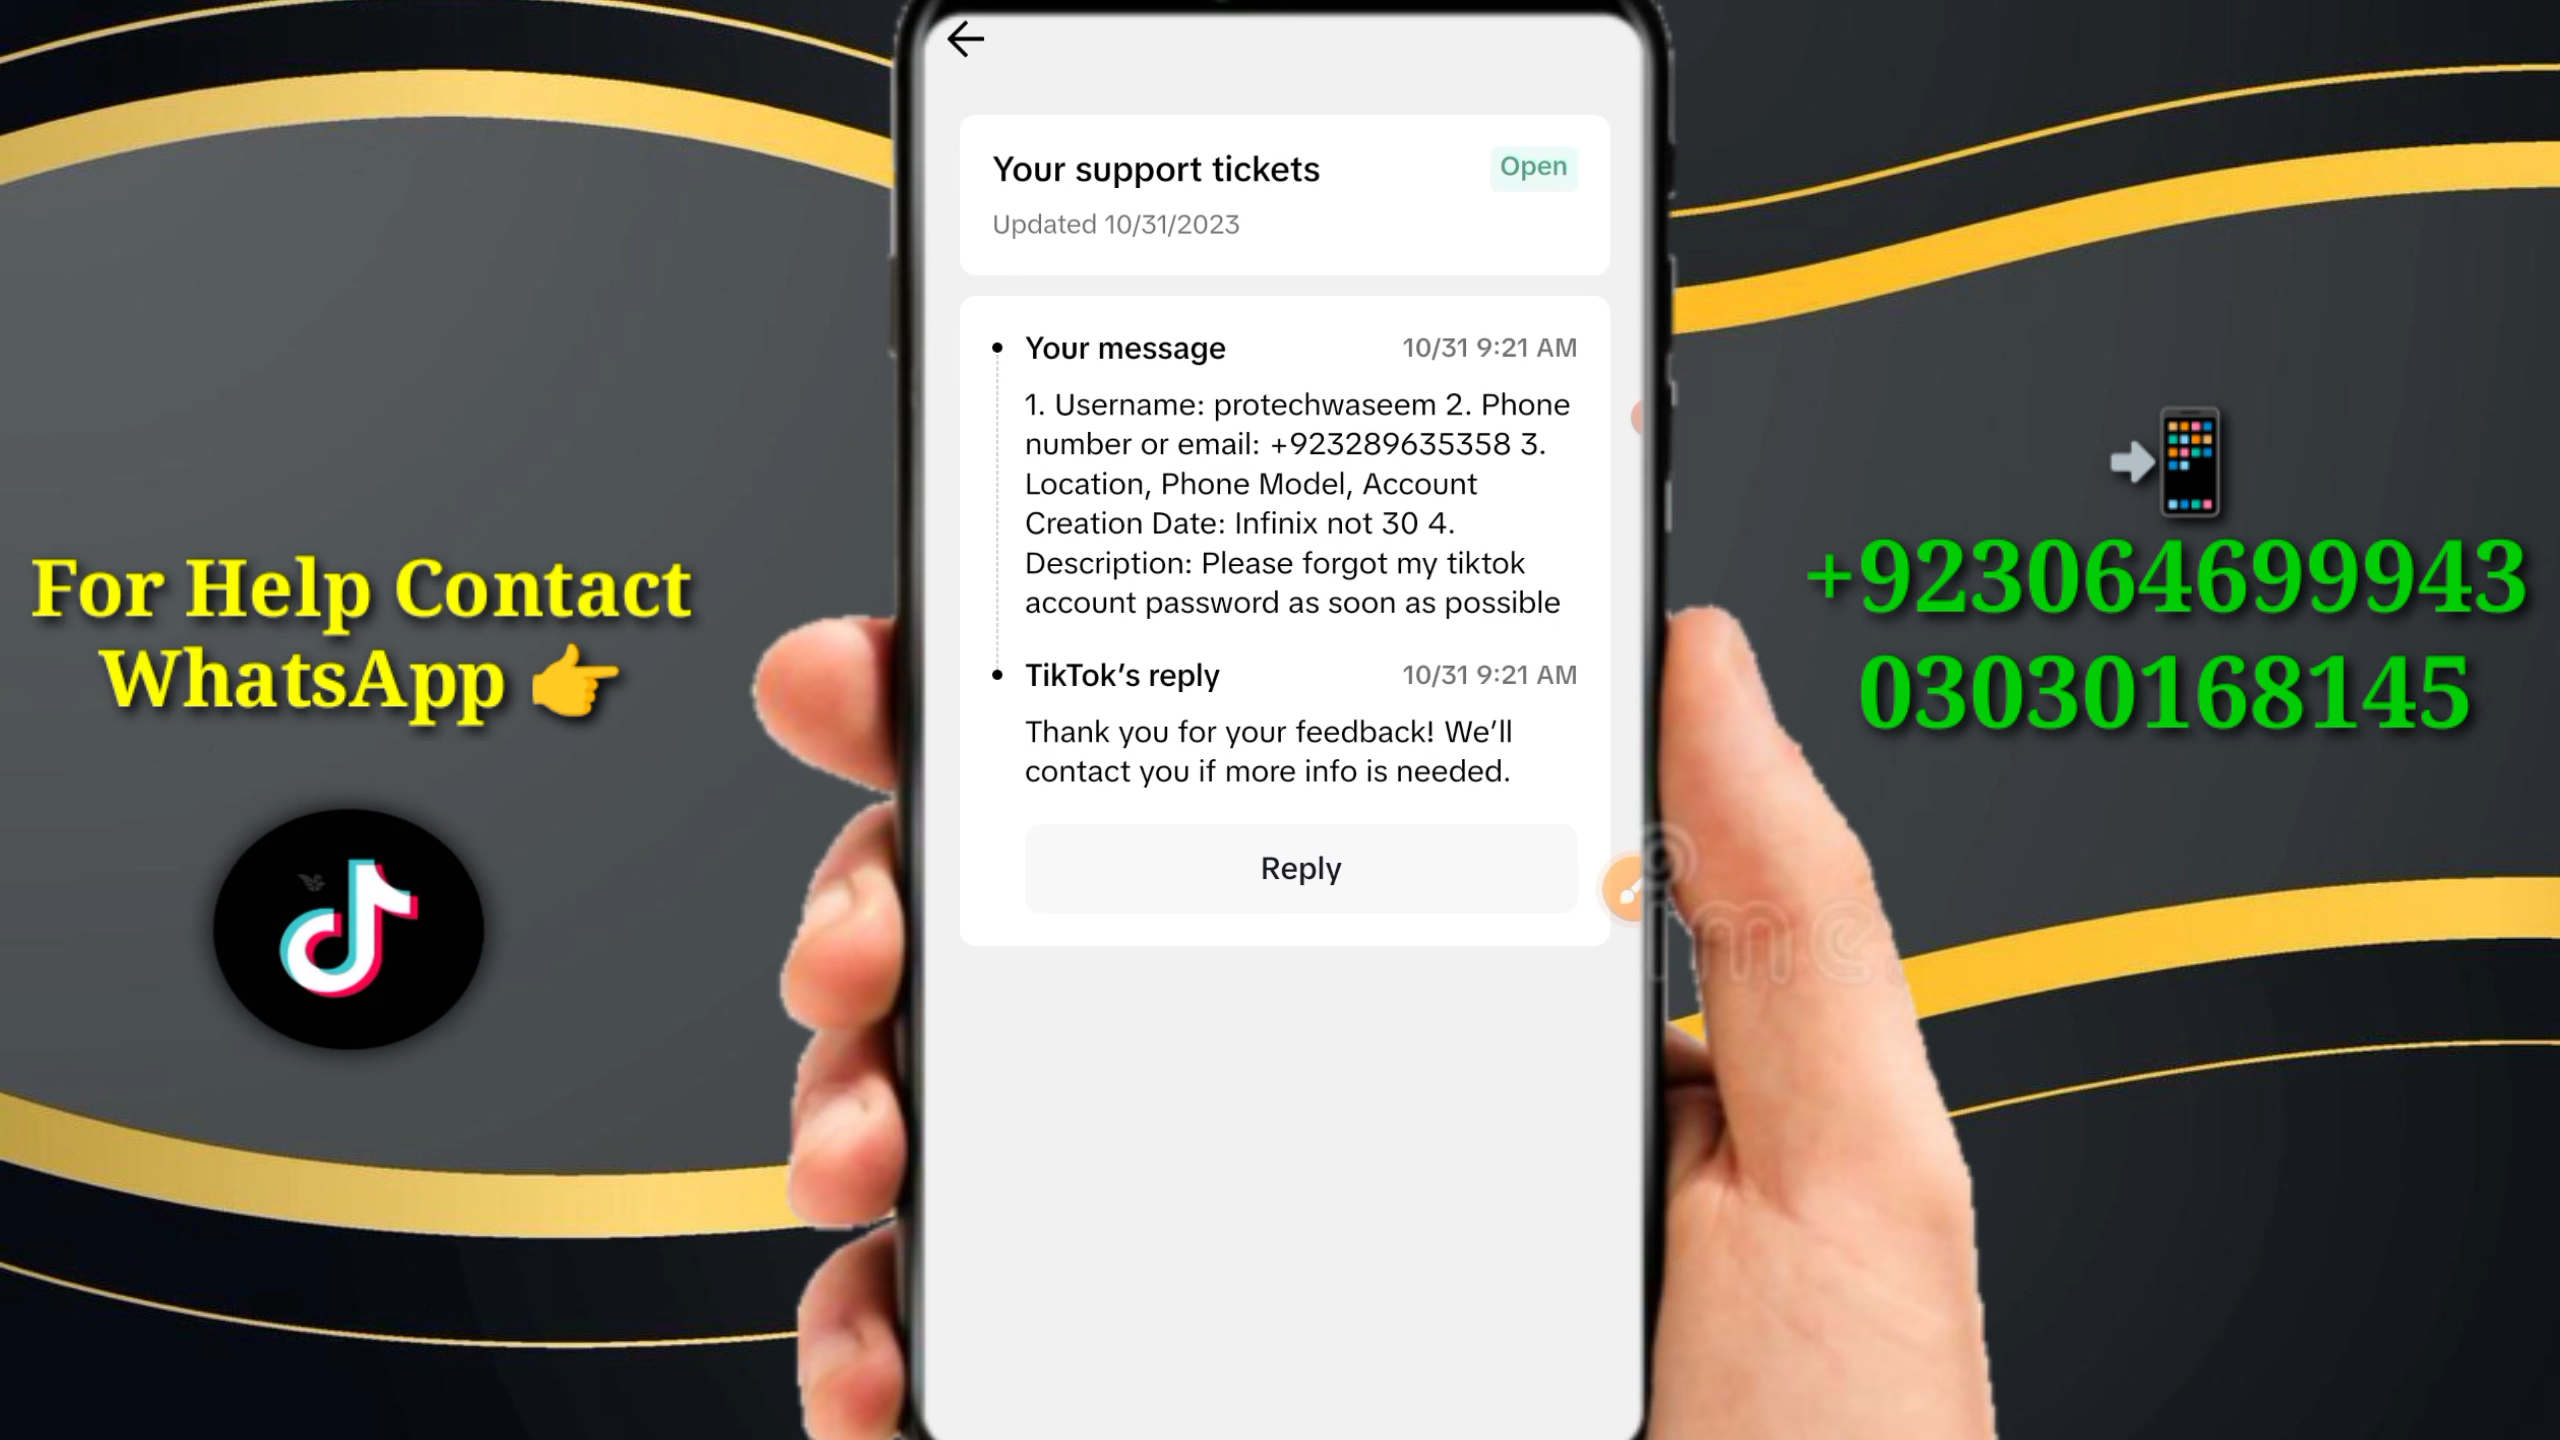 Your support tickets
Open
Updated 10/31/2023
Your message
10/31 9:21 AM
1. Username: protechwaseem 2. Phone
number or email: +923289635358 3.
Location, Phone Model, Account
Creation Date: Infinix not 30 4.
Description: Please forgot my tiktok
account password as soon as possible
TikTok's reply
10/31 9:21 AM
Thank you for your feedback! We'll
contact you if more info is needed.
Reply
For Help Contact
WhatsApp 👉
+923064699943
03030168145
ime